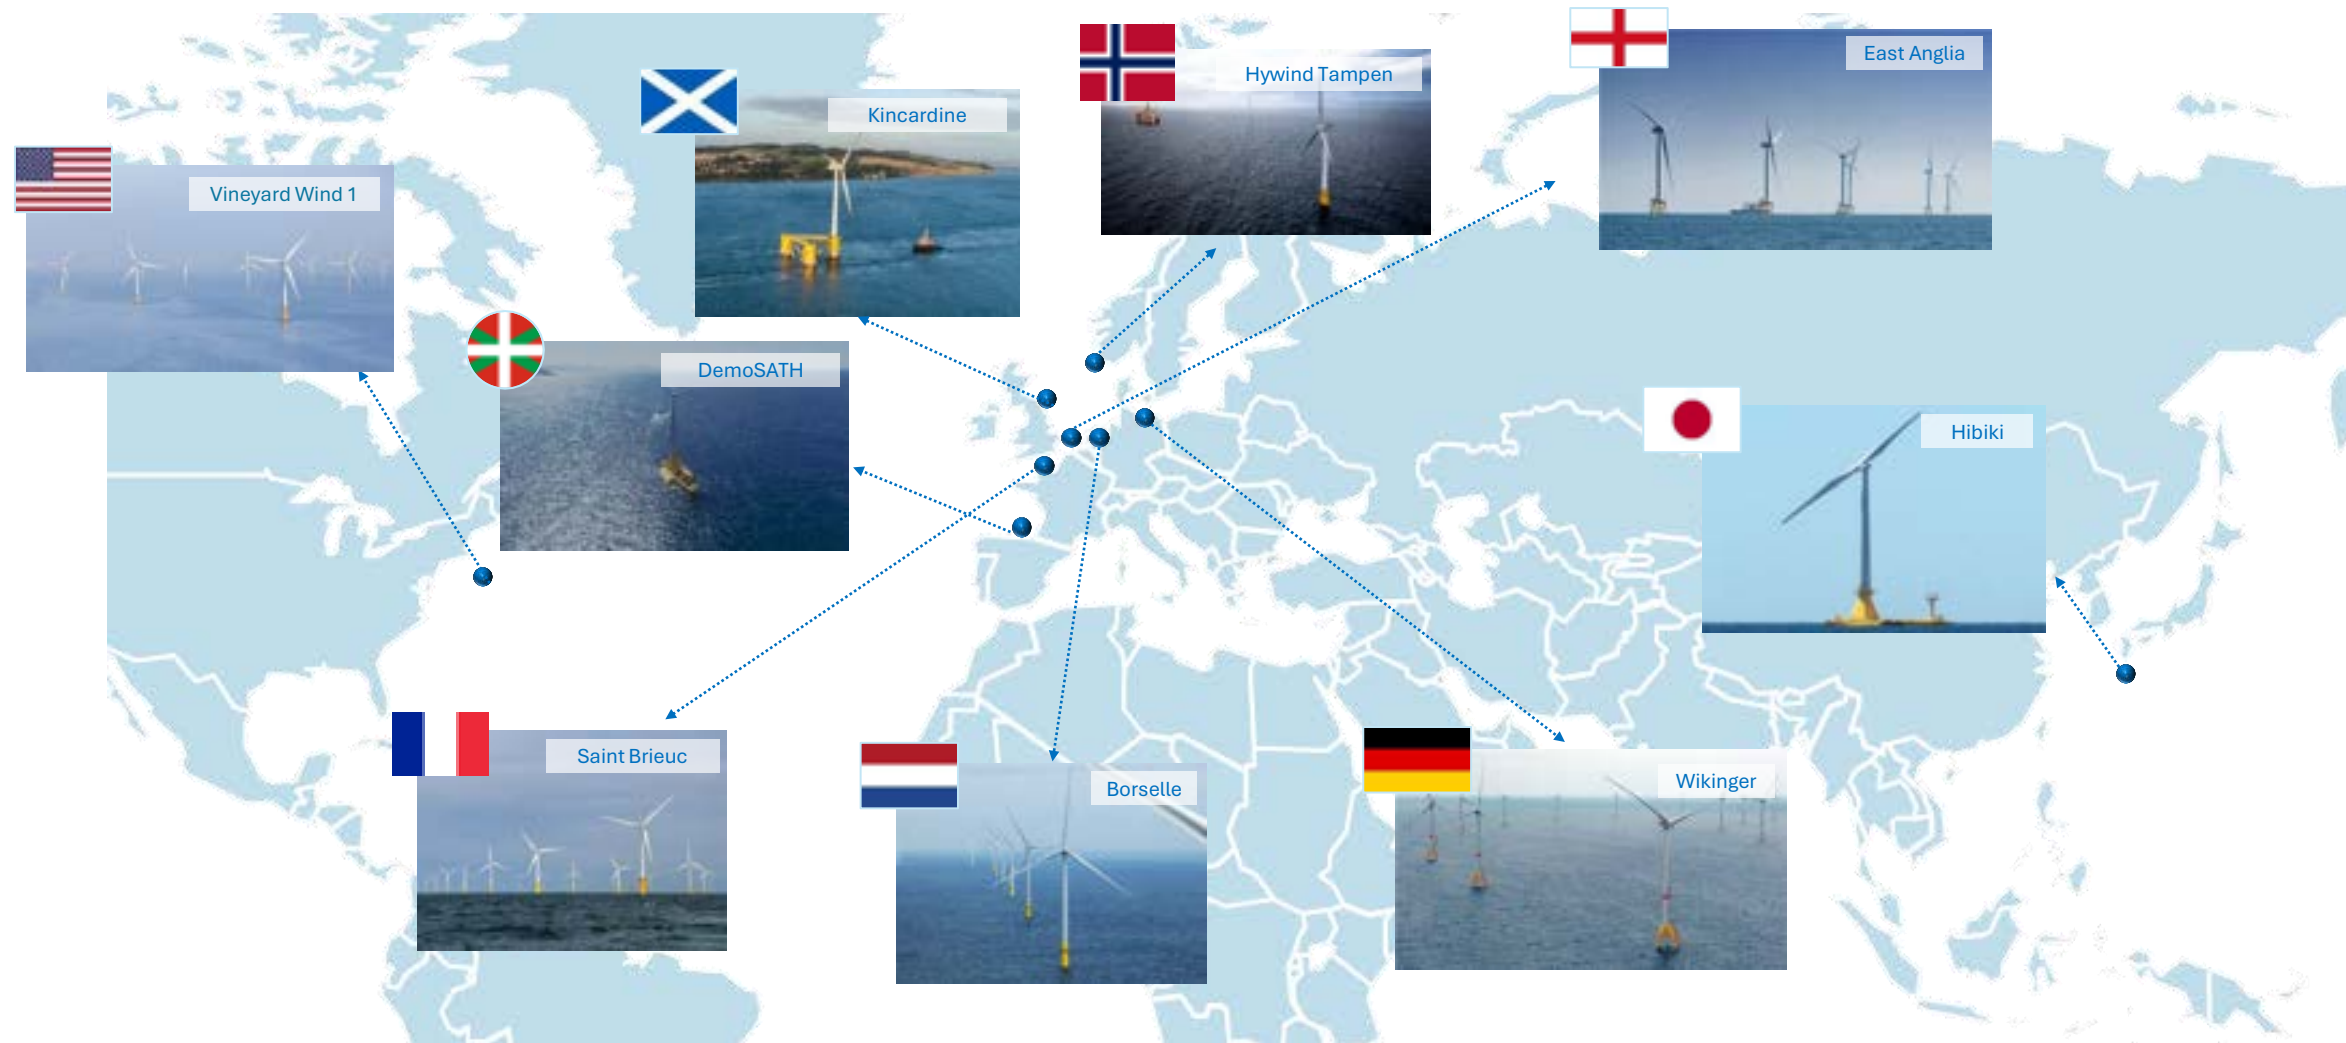 East Anglia
Hywind Tampen
Kincardine
Vineyard Wind 1
DemoSATH
Hibiki
Saint Brieuc
Borselle
Wikinger